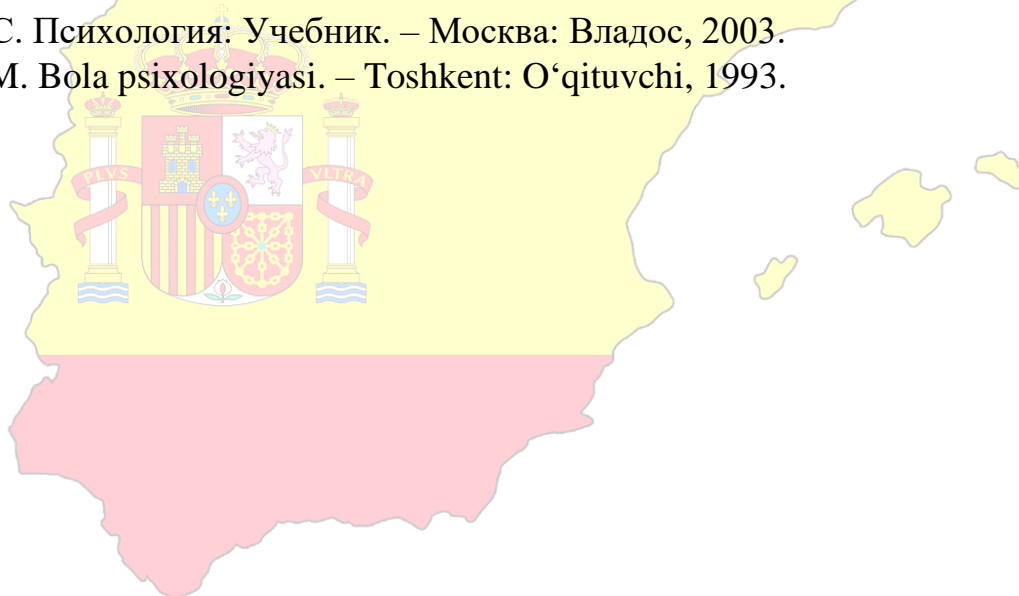 С. Психология: Учебник. – Москва: Владос, 2003.
M. Bola psixologiyasi. – Toshkent: O‘qituvchi, 1993.
PLVS VLTRA